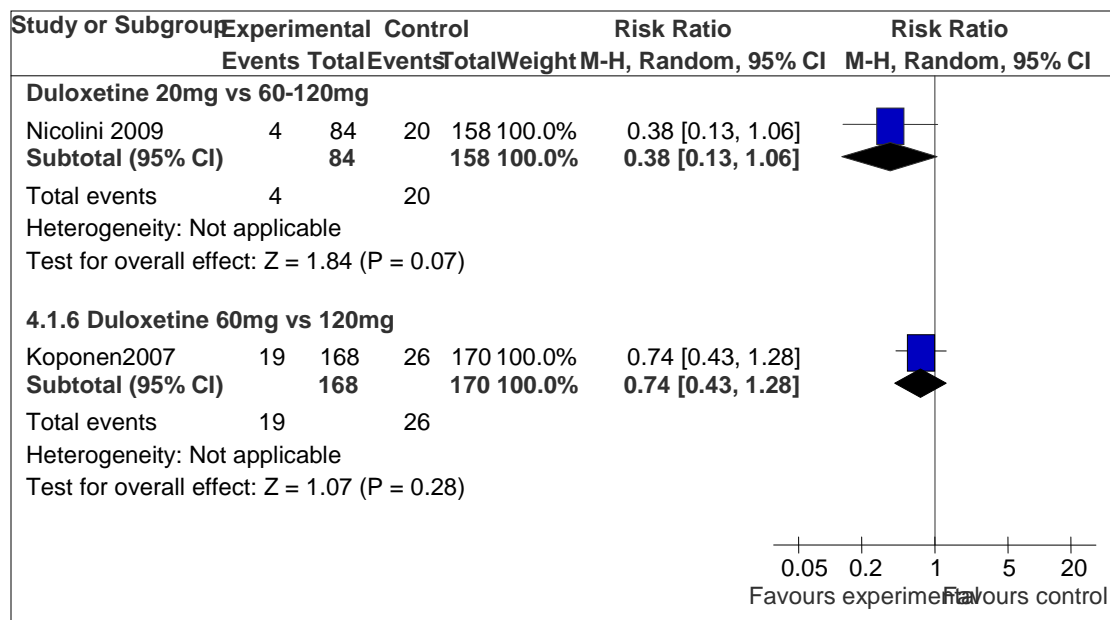 Study or Subgroup Experimental Control Risk Ratio Risk Ratio
Events Total Events Total Weight M-H, Random, 95% CI M-H, Random, 95% CI
Duloxetine 20mg vs 60-120mg
Nicolini 2009 4 84 20 158 100.0% 0.38 [0.13, 1.06]
Subtotal (95% CI) 84 158 100.0% 0.38 [0.13, 1.06]
Total events 4 20
Heterogeneity: Not applicable
Test for overall effect: Z = 1.84 (P = 0.07)
4.1.6 Duloxetine 60mg vs 120mg
Koponen2007 19 168 26 170 100.0% 0.74 [0.43, 1.28]
Subtotal (95% CI) 168 170 100.0% 0.74 [0.43, 1.28]
Total events 19 26
Heterogeneity: Not applicable
Test for overall effect: Z = 1.07 (P = 0.28)
0.05 0.2 1 5 20
Favours experimental Favours control